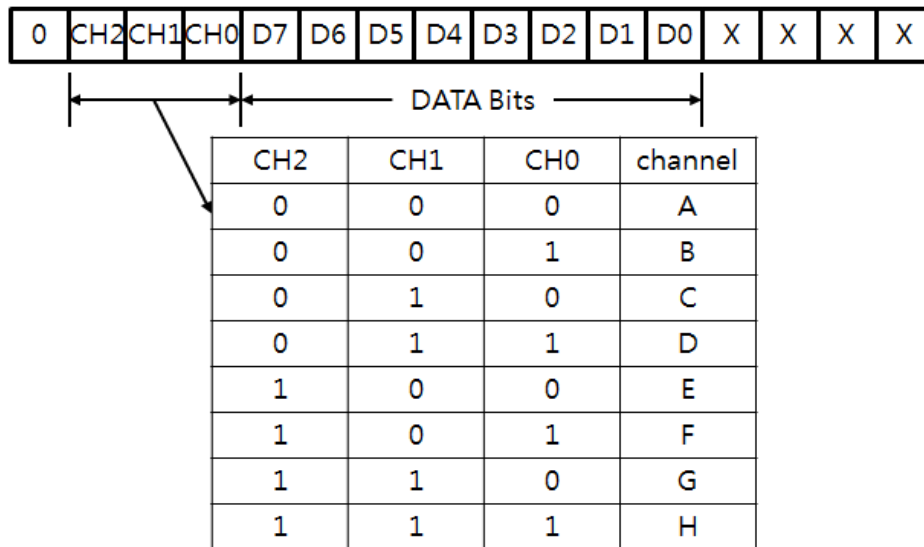 0 CH2 CH1 CH0 D7 D6 D5 D4 D3 D2 D1 D0 X X X X
DATA Bits
CH2 CH1 CH0 channel
0 0 0 A
0 0 1 B
0 1 0 C
0 1 1 D
1 0 0 E
1 0 1 F
1 1 0 G
1 1 1 H